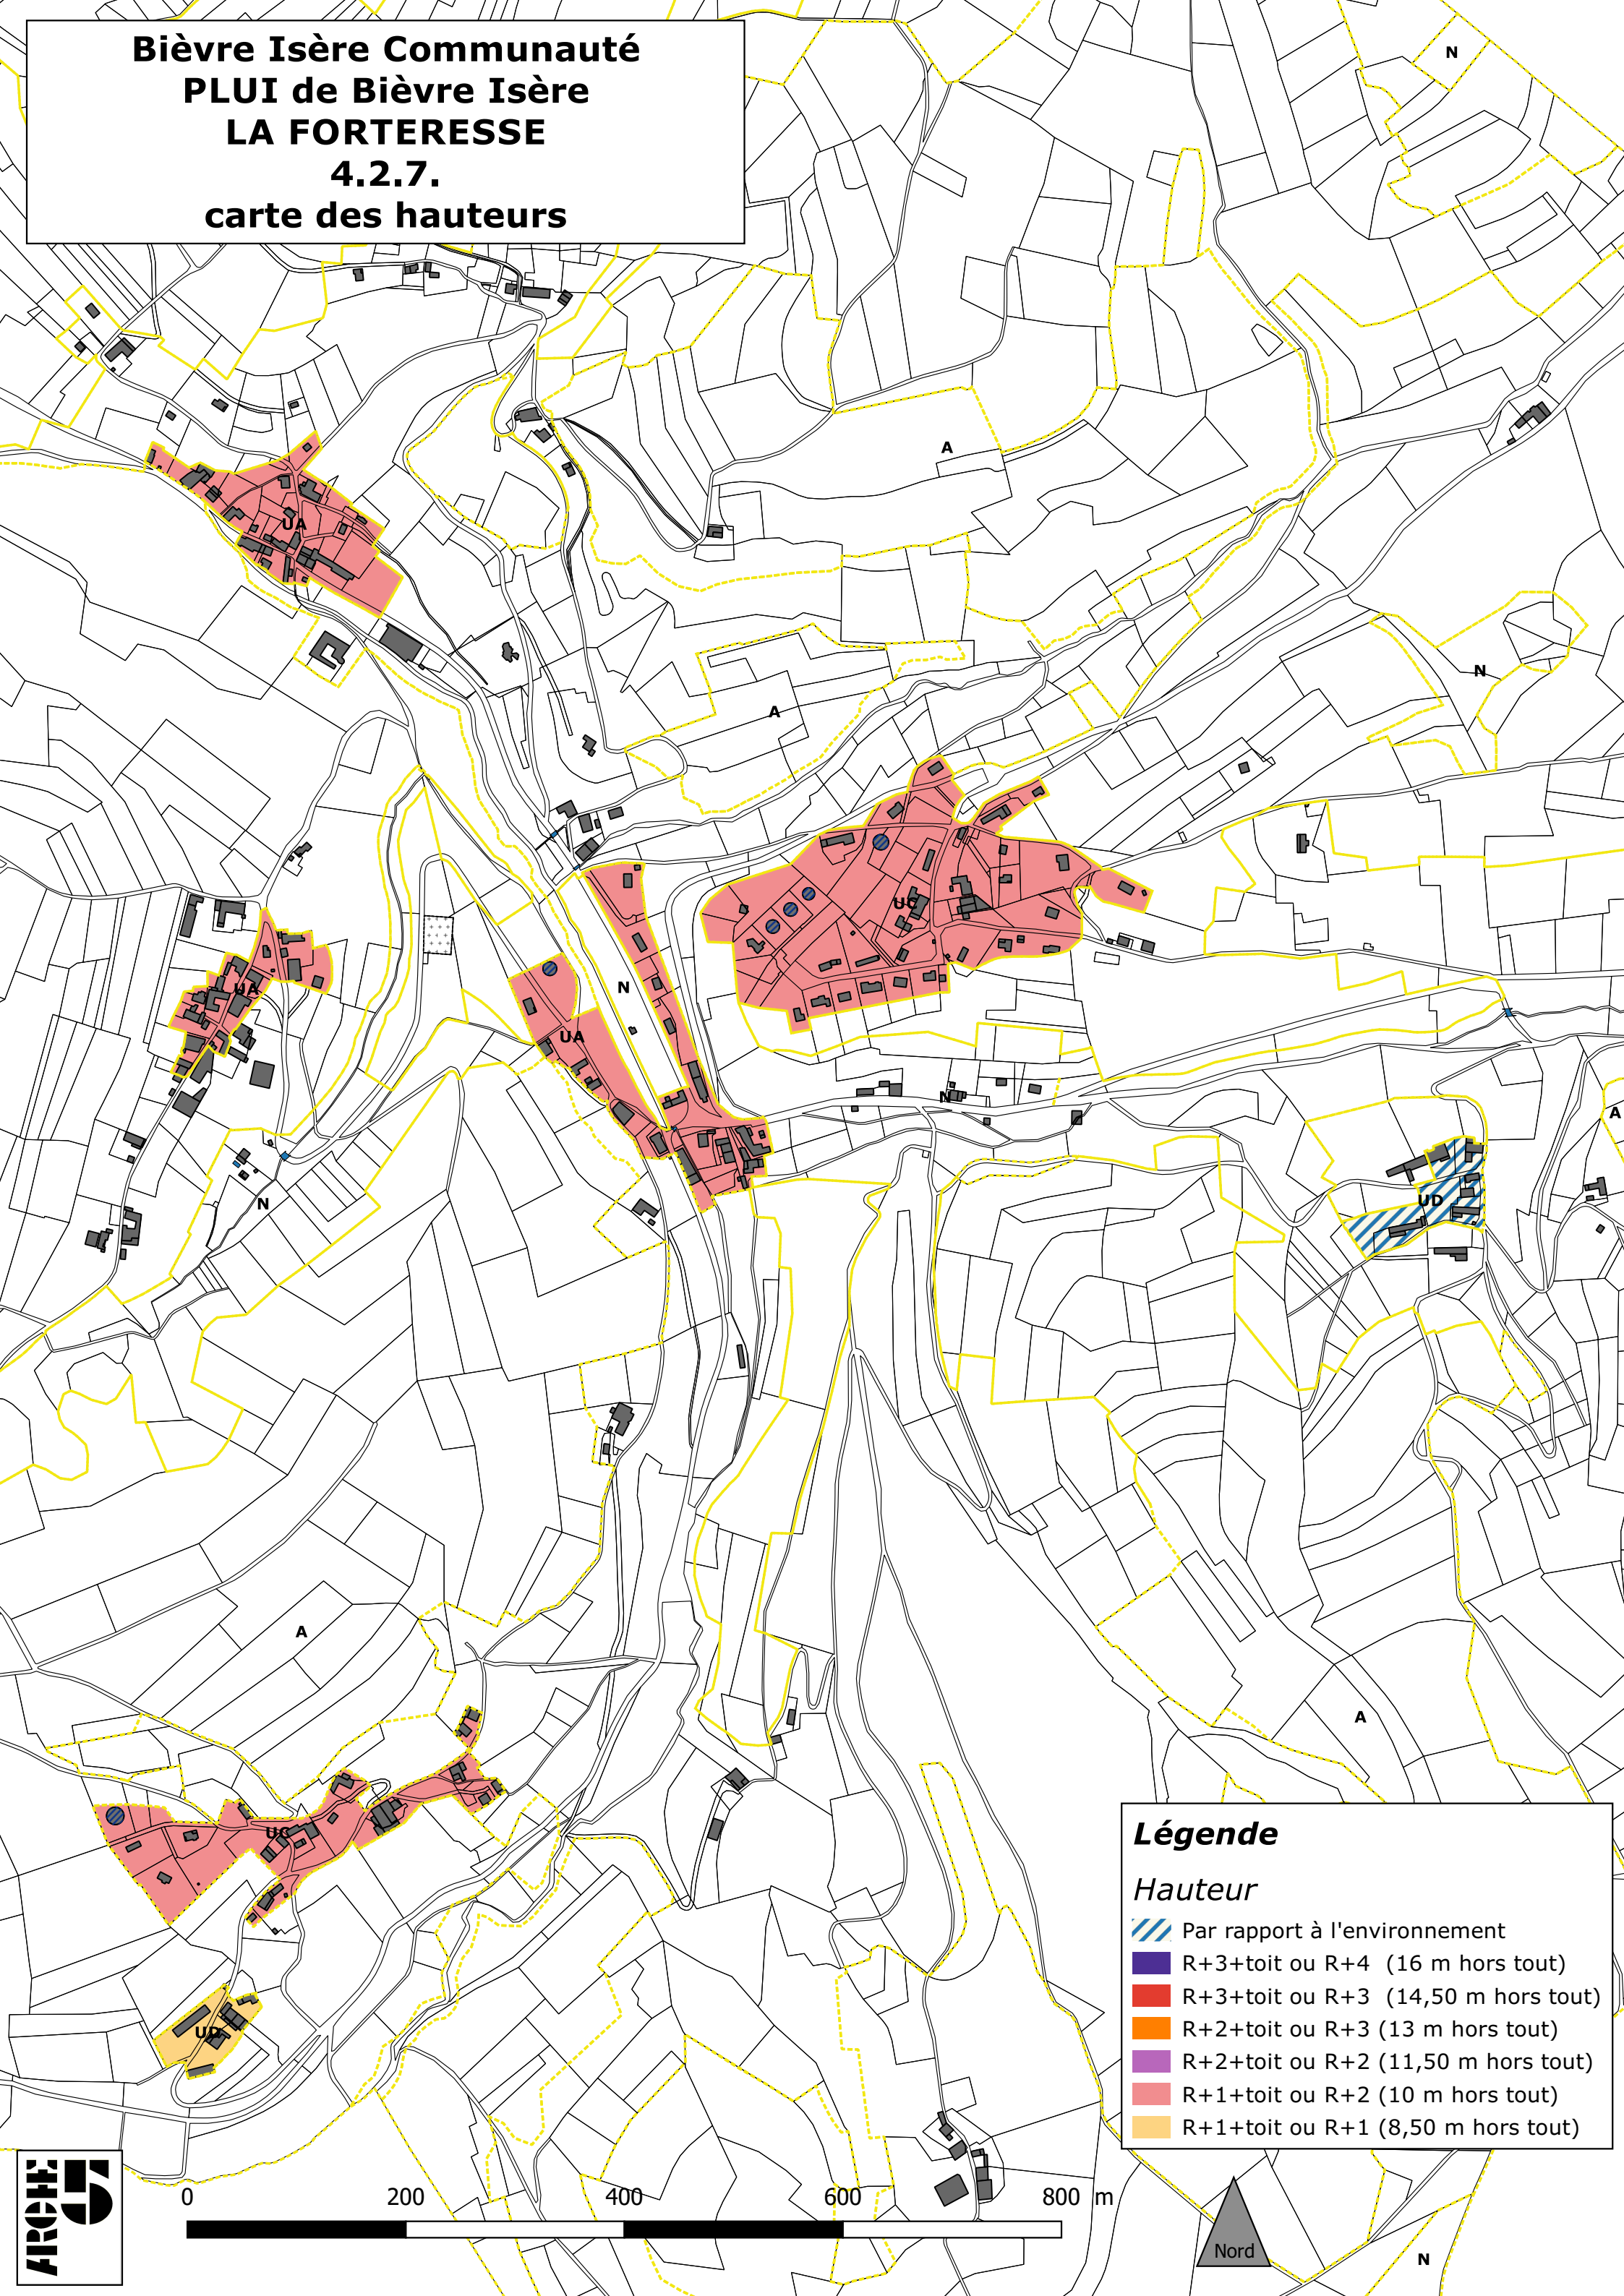 Bièvre Isère Communauté
PLUI de Bièvre Isère
LA FORTERESSE
4.2.7.
carte des hauteurs
N
A
UA
N
A
UC
UA
N
UA
N
A
UD
N
A
A
UC
UD
Légende
Hauteur
Par rapport à l'environnement
R+3+toit ou R+4 (16 m hors tout)
R+3+toit ou R+3 (14,50 m hors tout)
R+2+toit ou R+3 (13 m hors tout)
R+2+toit ou R+2 (11,50 m hors tout)
R+1+toit ou R+2 (10 m hors tout)
R+1+toit ou R+1 (8,50 m hors tout)
ARCHE 5
0 200 400 600 800 m
Nord
N